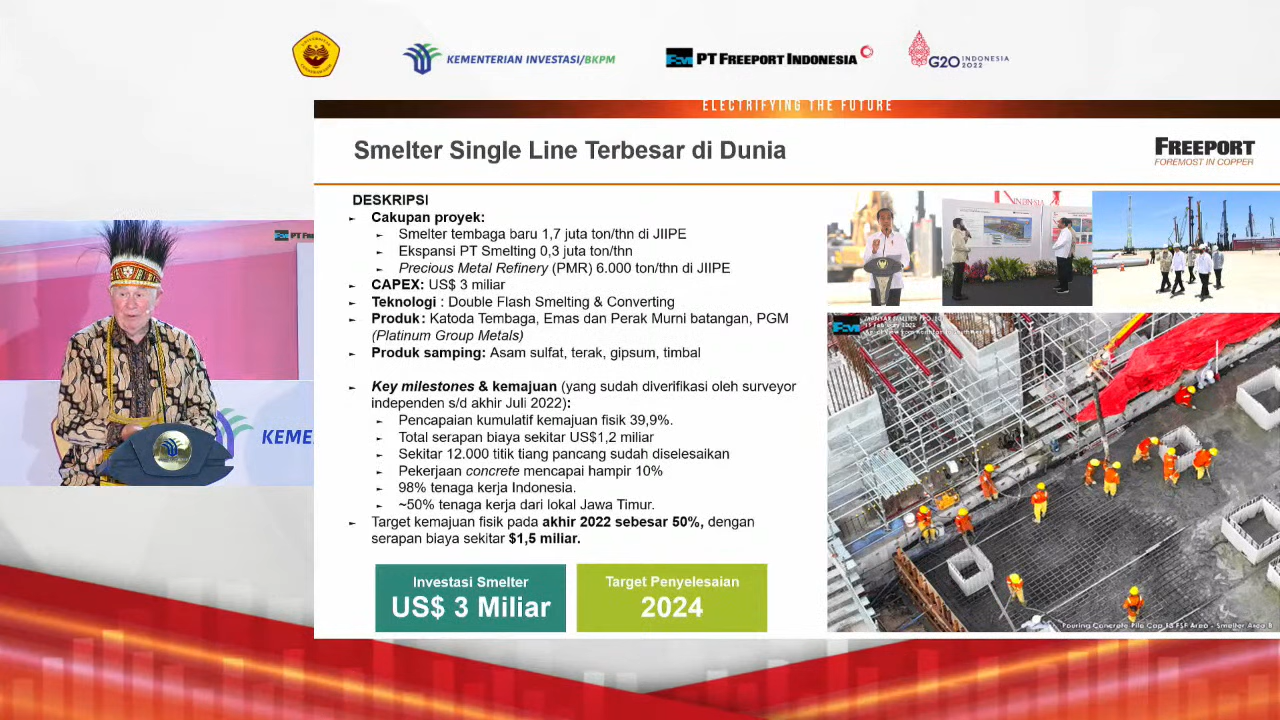 KEMENTERIAN INVESTASI/BKPM
FCX PT FREEPORT INDONESIA
G20 INDONESIA
2022
ELECTRIFYING THE FUTURE
Smelter Single Line Terbesar di Dunia
FREEPORT
FOREMOST IN COPPER
DESKRIPSI
► Cakupan proyek:
► Smelter tembaga baru 1,7 juta ton/thn di JIIPE
► Ekspansi PT Smelting 0,3 juta ton/thn
► Precious Metal Refinery (PMR) 6.000 ton/thn di JIIPE
► CAPEX: US$ 3 miliar
► Teknologi : Double Flash Smelting & Converting
► Produk: Katoda Tembaga, Emas dan Perak Murni batangan, PGM
(Platinum Group Metals)
► Produk samping: Asam sulfat, terak, gipsum, timbal
► Key milestones & kemajuan (yang sudah diverifikasi oleh surveyor
independen s/d akhir Juli 2022):
► Pencapaian kumulatif kemajuan fisik 39,9%.
► Total serapan biaya sekitar US$1,2 miliar
► Sekitar 12.000 titik tiang pancang sudah diselesaikan
► Pekerjaan concrete mencapai hampir 10%
► 98% tenaga kerja Indonesia.
► ~50% tenaga kerja dari lokal Jawa Timur.
► Target kemajuan fisik pada akhir 2022 sebesar 50%, dengan
serapan biaya sekitar $1,5 miliar.
Investasi Smelter
US$ 3 Miliar
Target Penyelesaian
2024
PT F
KEME
Pouring Concrete Pile Cap
Smelter Area